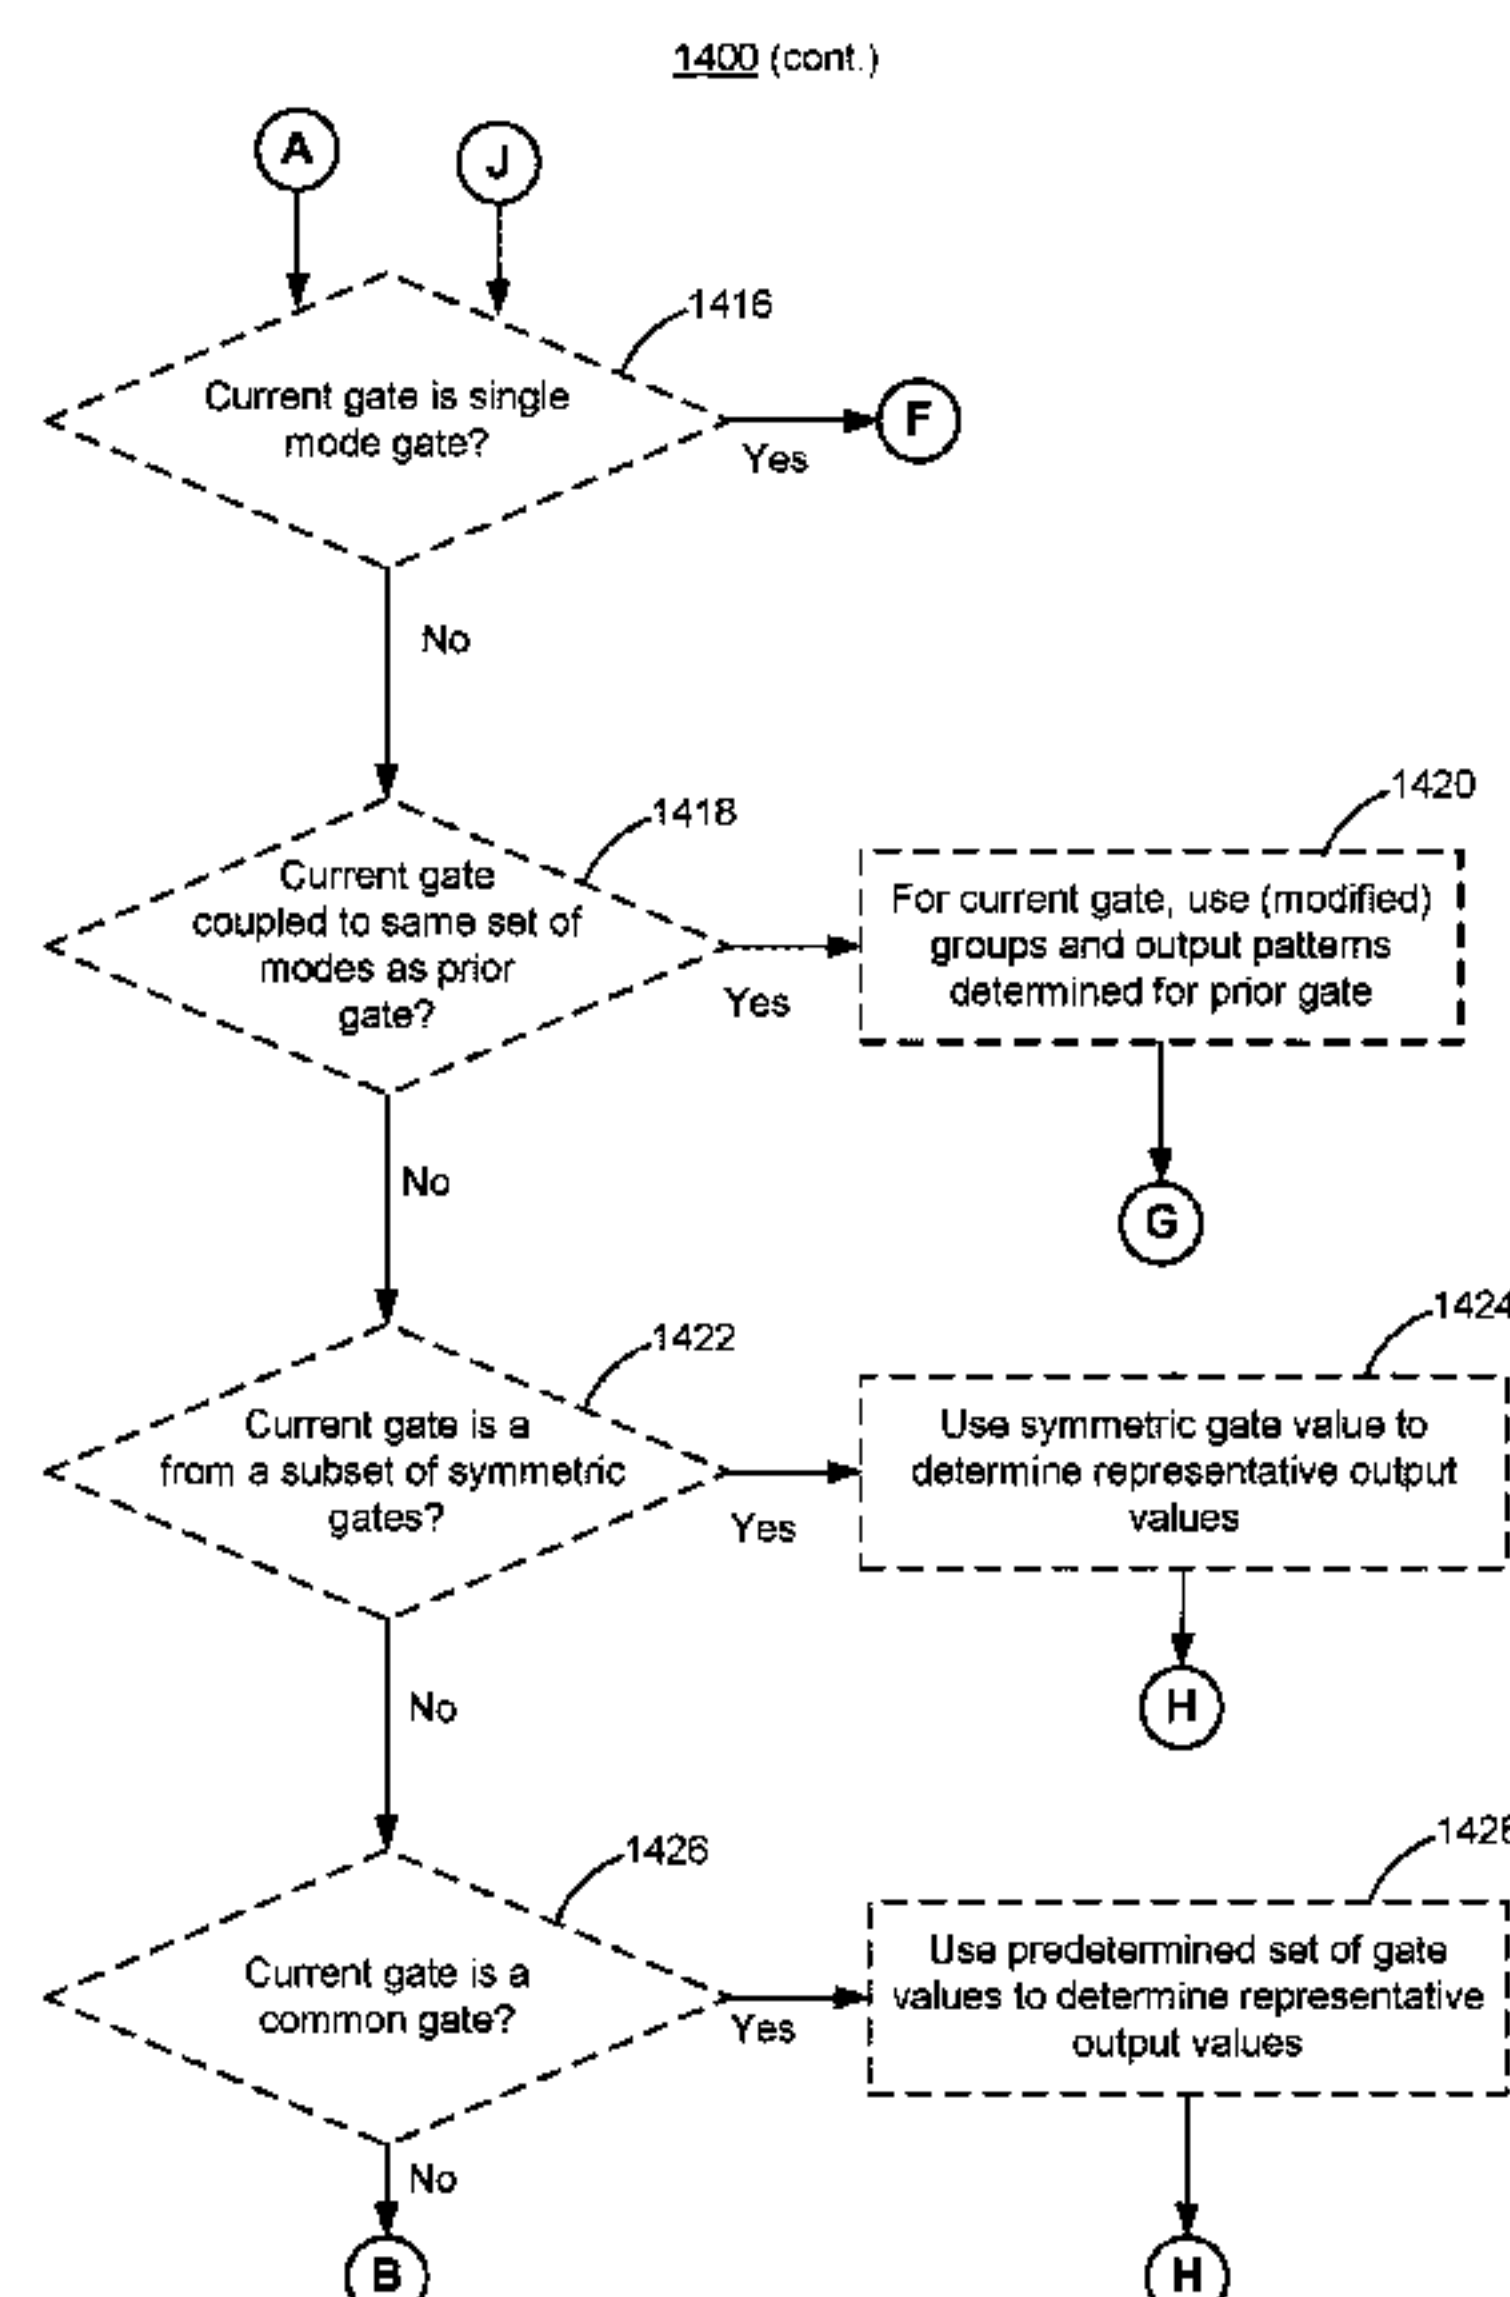 1400 (cont.)
A
J
1416
Current gate is single
mode gate?
Yes
F
No
1418
Current gate
coupled to same set of
modes as prior
gate?
Yes
1420
For current gate, use (modified)
groups and output patterns
determined for prior gate
G
No
1422
Current gate is a
from a subset of symmetric
gates?
Yes
1424
Use symmetric gate value to
determine representative output
values
H
No
1426
Current gate is a
common gate?
Yes
Use predetermined set of gate
values to determine representative
output values
No
B
H